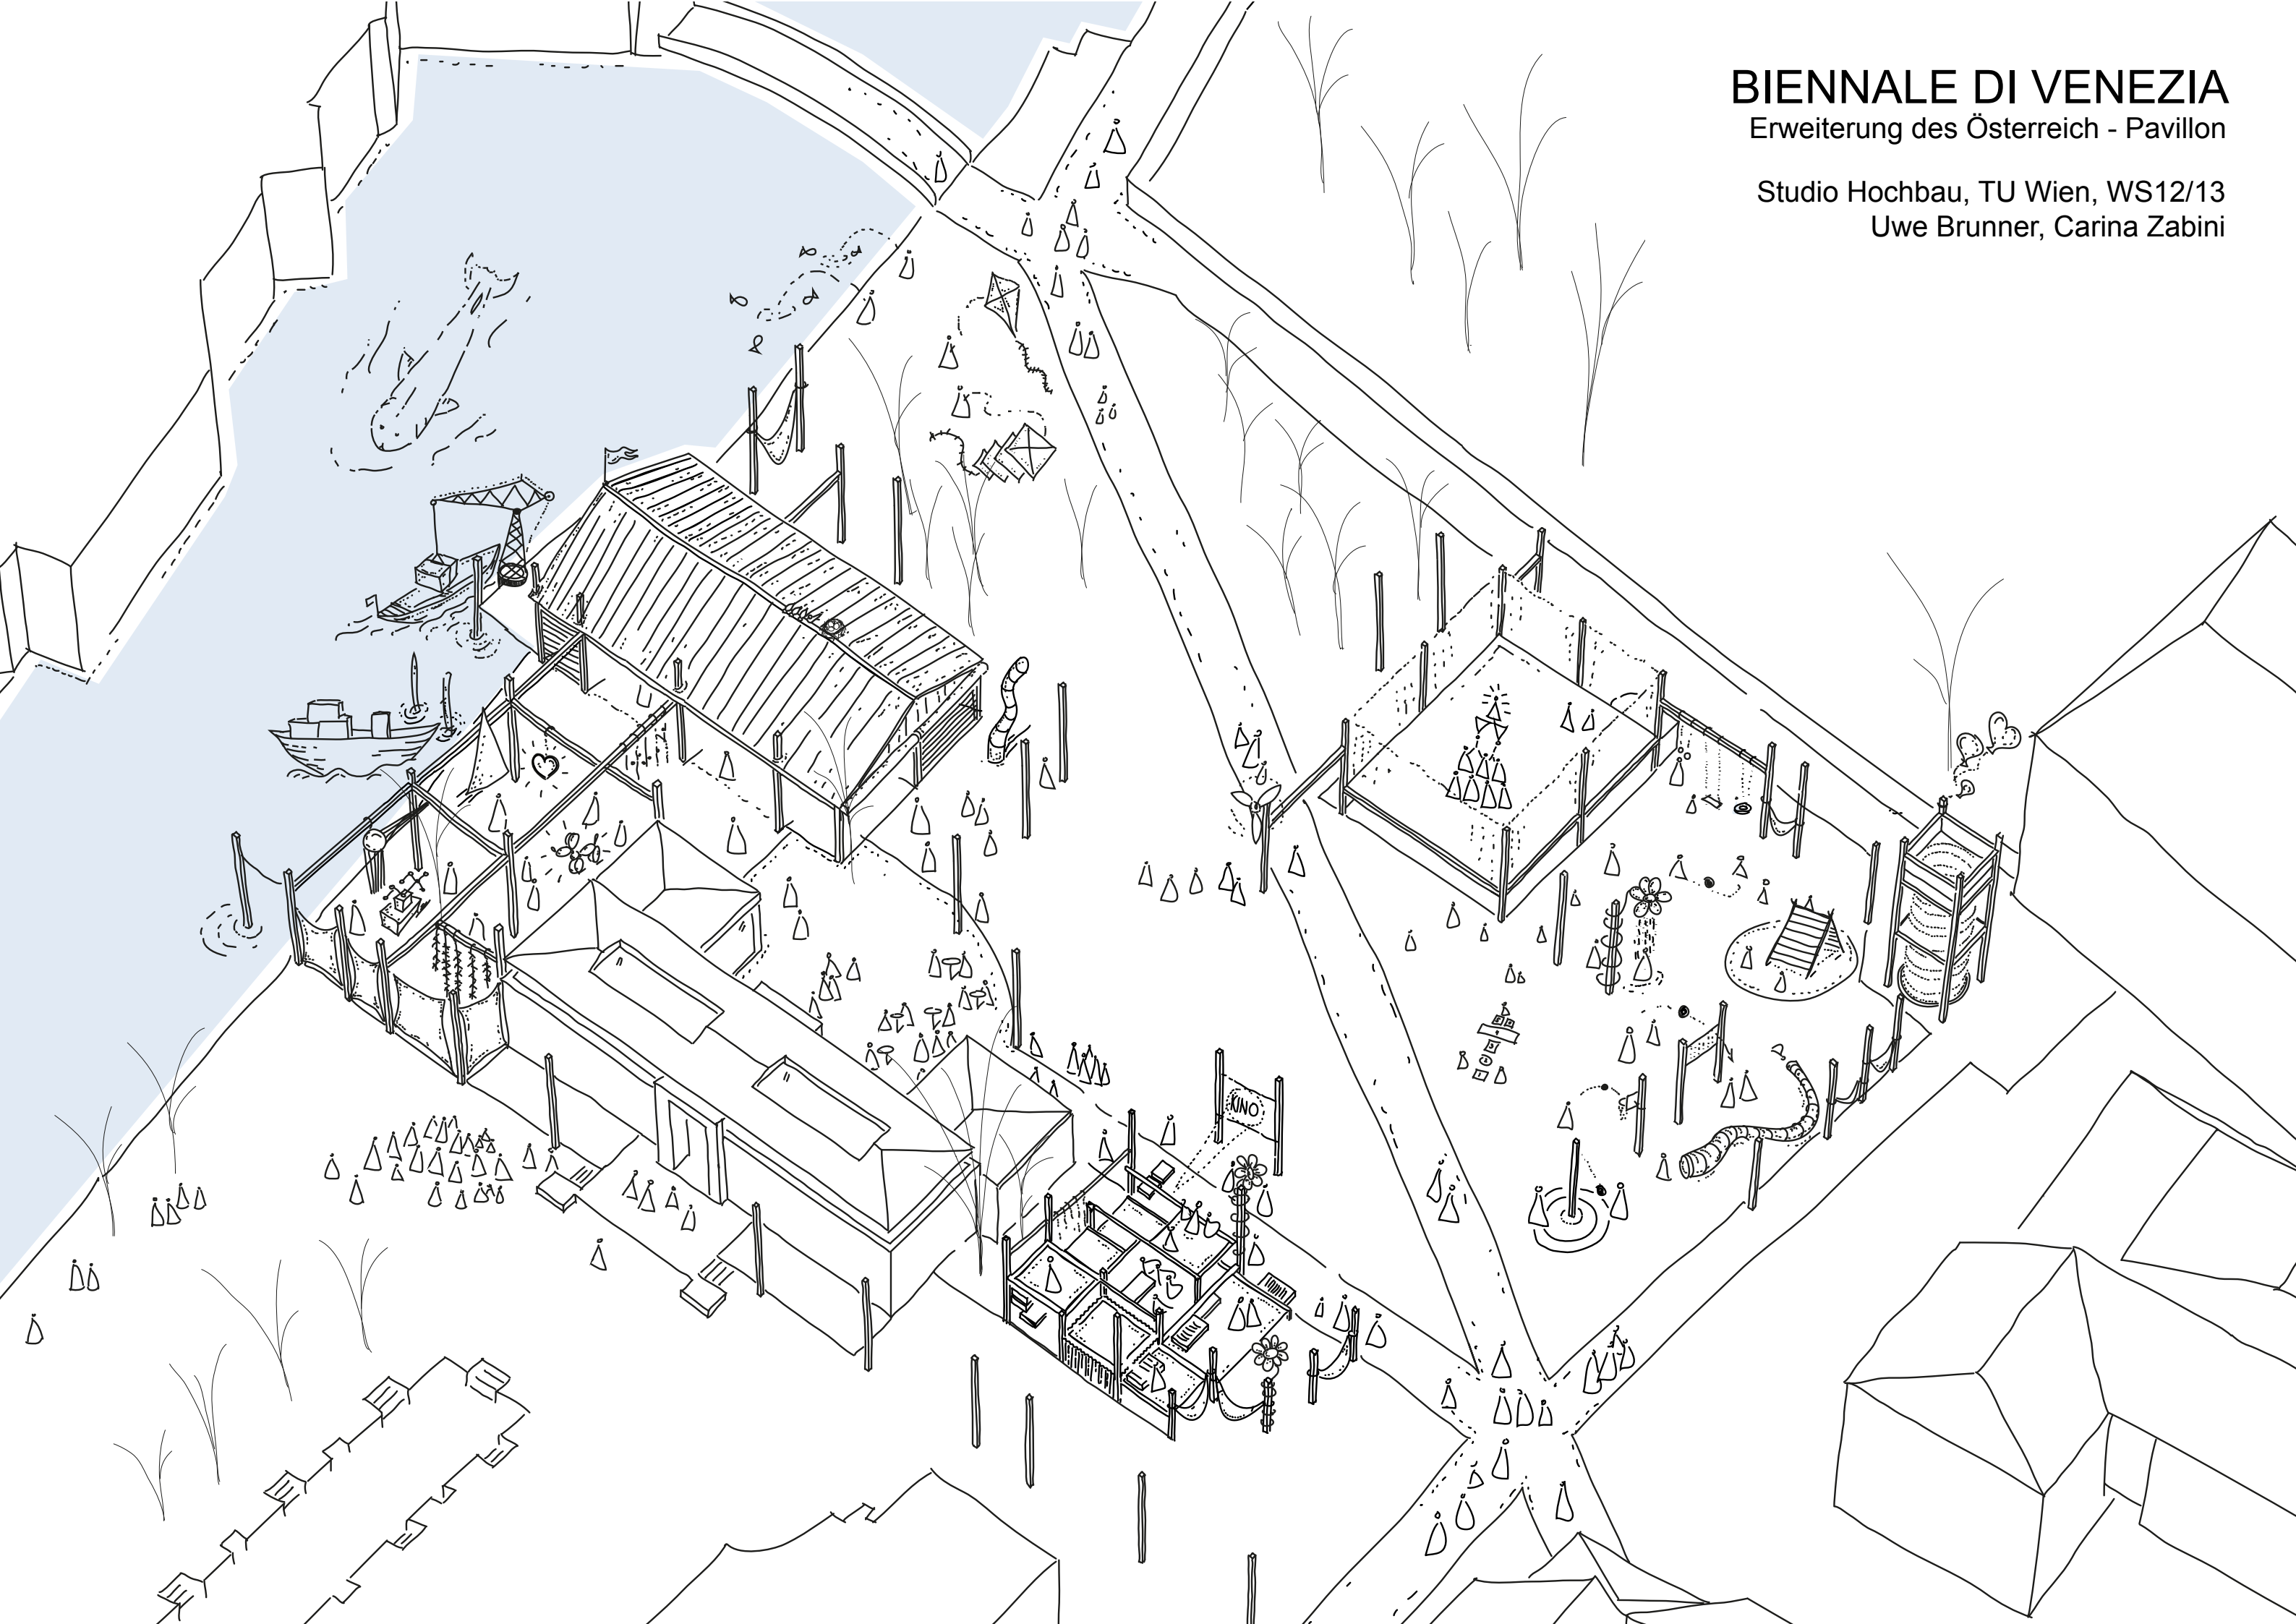 BIENNALE DI VENEZIA
Erweiterung des Österreich - Pavillon
Studio Hochbau, TU Wien, WS12/13
Uwe Brunner, Carina Zabini
KINO